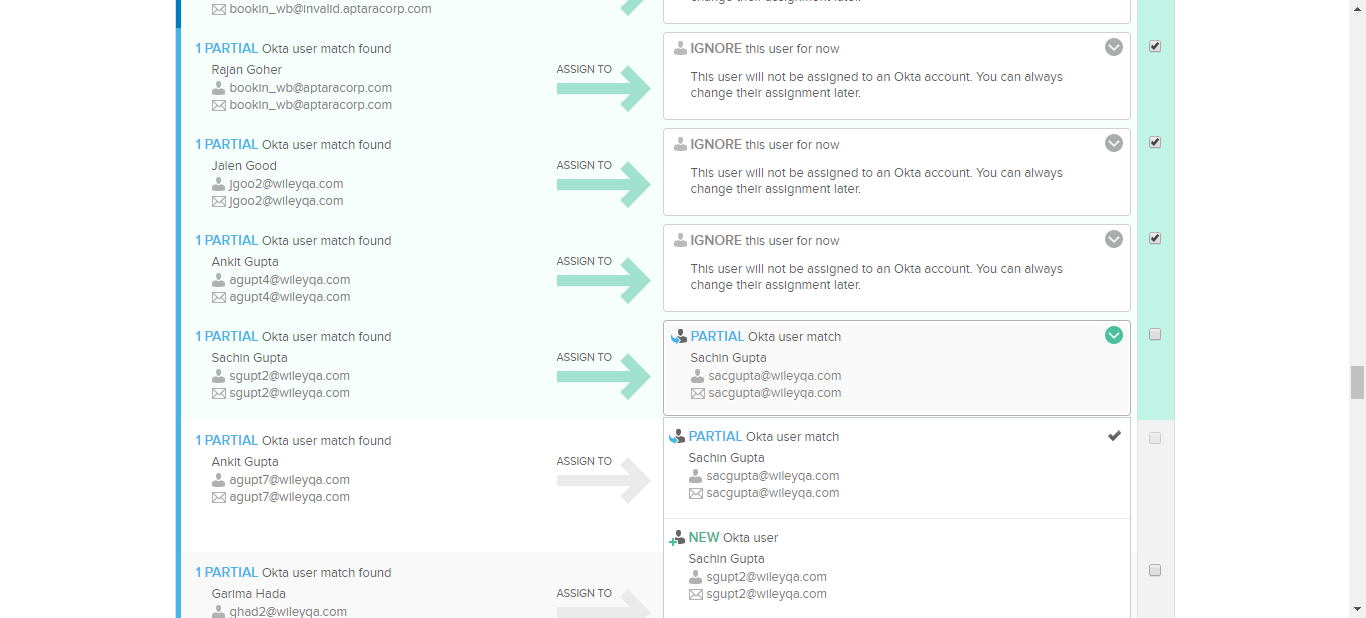 bookin_wb@invalid.aptaracorp.com
change their assignment later.
1 PARTIAL Okta user match found
Rajan Goher
bookin_wb@aptaracorp.com
bookin_wb@aptaracorp.com
ASSIGN TO
IGNORE this user for now
This user will not be assigned to an Okta account. You can always
change their assignment later.
1 PARTIAL Okta user match found
Jalen Good
jgoo2@wileyqa.com
jgoo2@wileyqa.com
ASSIGN TO
IGNORE this user for now
This user will not be assigned to an Okta account. You can always
change their assignment later.
1 PARTIAL Okta user match found
Ankit Gupta
agupt4@wileyqa.com
agupt4@wileyqa.com
ASSIGN TO
IGNORE this user for now
This user will not be assigned to an Okta account. You can always
change their assignment later.
1 PARTIAL Okta user match found
Sachin Gupta
sgupt2@wileyqa.com
sgupt2@wileyqa.com
ASSIGN TO
PARTIAL Okta user match
Sachin Gupta
sacgupta@wileyqa.com
sacgupta@wileyqa.com
1 PARTIAL Okta user match found
Ankit Gupta
agupt7@wileyqa.com
agupt7@wileyqa.com
ASSIGN TO
PARTIAL Okta user match
Sachin Gupta
sacgupta@wileyqa.com
sacgupta@wileyqa.com
NEW Okta user
Sachin Gupta
sgupt2@wileyqa.com
sgupt2@wileyqa.com
1 PARTIAL Okta user match found
Garima Hada
ghad2@wileyqa.com
ASSIGN TO